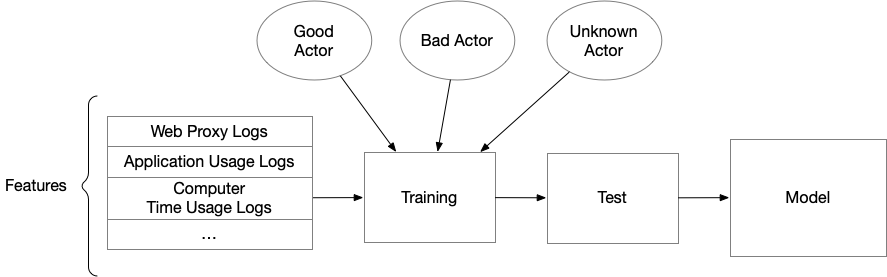 Good
Actor
Bad Actor
Unknown
Actor
Features
Web Proxy Logs
Application Usage Logs
Computer
Time Usage Logs
...
Training
Test
Model